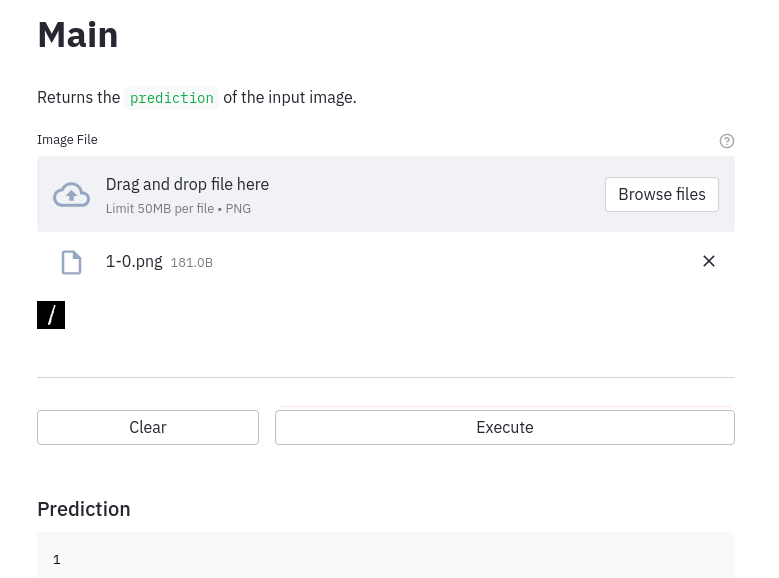 Main
Returns the prediction of the input image.
Image File
Drag and drop file here
Limit 50MB per file • PNG
Browse files
1-0.png 181.0B
Clear
Execute
Prediction
1